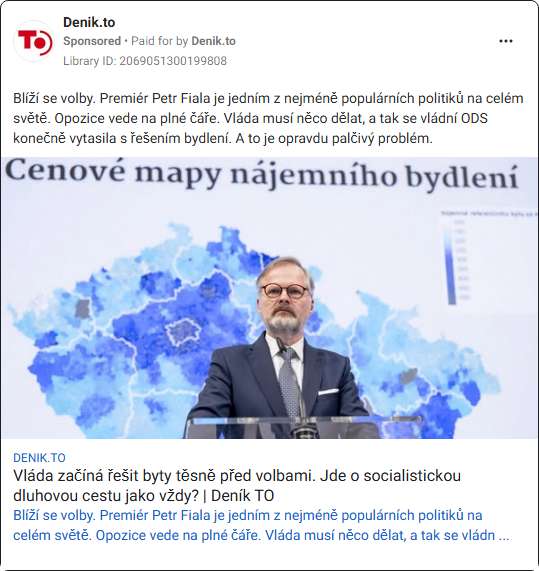 Denik.to
Sponsored • Paid for by Denik.to
Library ID: 2069051300199808
Blíží se volby. Premiér Petr Fiala je jedním z nejméně populárních politiků na celém
světě. Opozice vede na plné čáře. Vláda musí něco dělat, a tak se vládní ODS
konečně vytasila s řešením bydlení. A to je opravdu palčivý problém.
Cenové mapy nájemního bydlení
DENIK.TO
Vláda začíná řešit byty těsně před volbami. Jde o socialistickou
dluhovou cestu jako vždy? | Deník TO
Blíží se volby. Premiér Petr Fiala je jedním z nejméně populárních politiků na
celém světě. Opozice vede na plné čáře. Vláda musí něco dělat, a tak se vládn ...